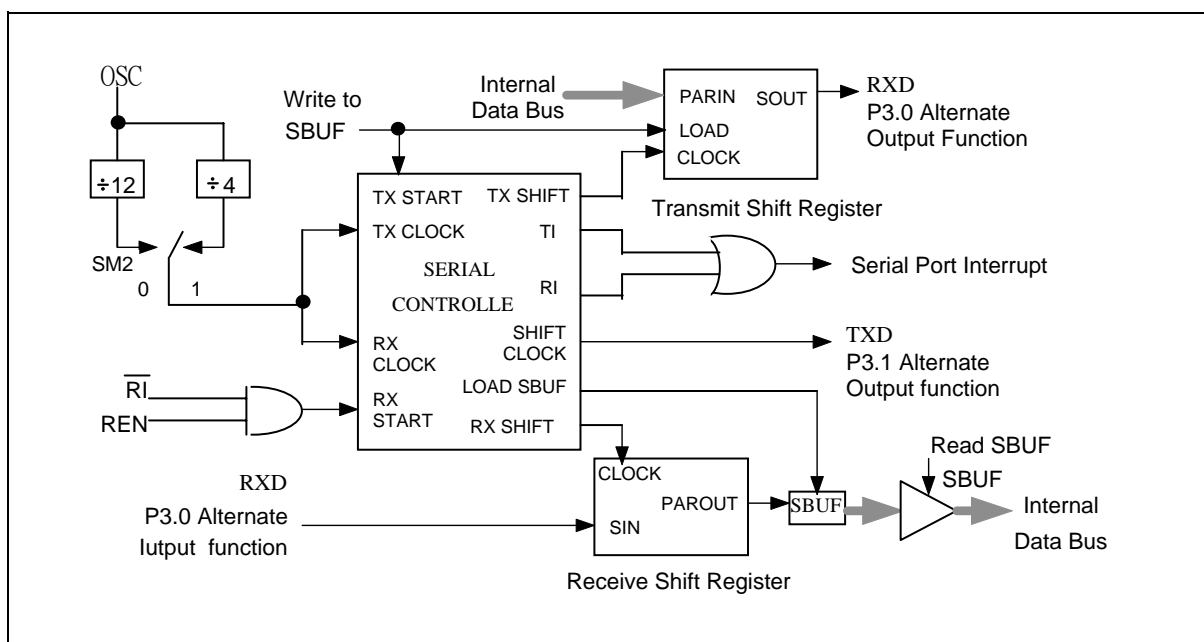 OSC
÷12
÷4
SM2
0
1
Write to
SBUF
Internal
Data Bus
PARIN
SOUT
LOAD
CLOCK
RXD
P3.0 Alternate
Output Function
Transmit Shift Register
TX START
TX SHIFT
TX CLOCK
TI
SERIAL
RI
CONTROLLE
SHIFT
CLOCK
RX
CLOCK
LOAD SBUF
RX
START
RX SHIFT
Serial Port Interrupt
TXD
P3.1 Alternate
Output function
RI
REN
RXD
P3.0 Alternate
Iutput function
CLOCK
PAROUT
SIN
Receive Shift Register
SBUF
Read SBUF
SBUF
Internal
Data Bus